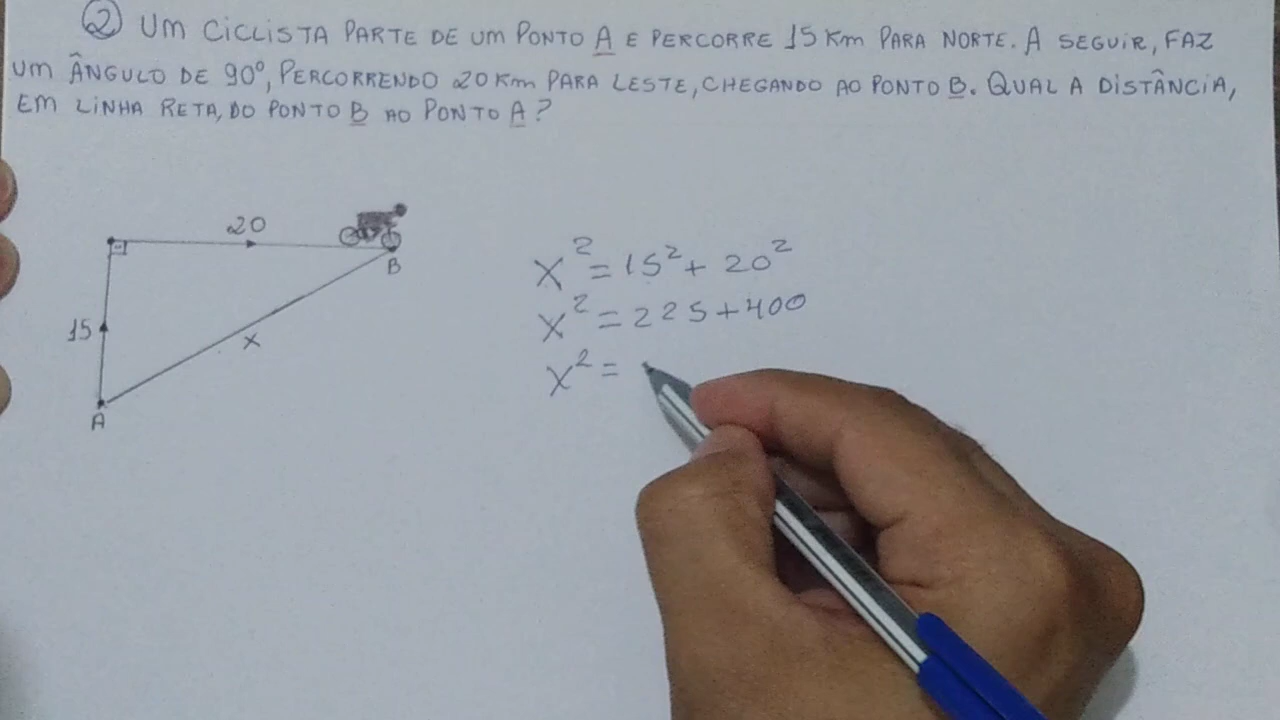 ② UM CICLISTA PARTE DE UM PONTO A E PERCORRE 15 Km PARA NORTE. A SEGUIR, FAZ
UM ÂNGULO DE 90°, PERCORRENDO 20 Km PARA LESTE, CHEGANDO AO PONTO B. QUAL A DISTÂNCIA,
EM LINHA RETA, DO PONTO B AO PONTO A?
20
B
15
x
A
x² = 15² + 20²
x² = 225 + 400
x² =